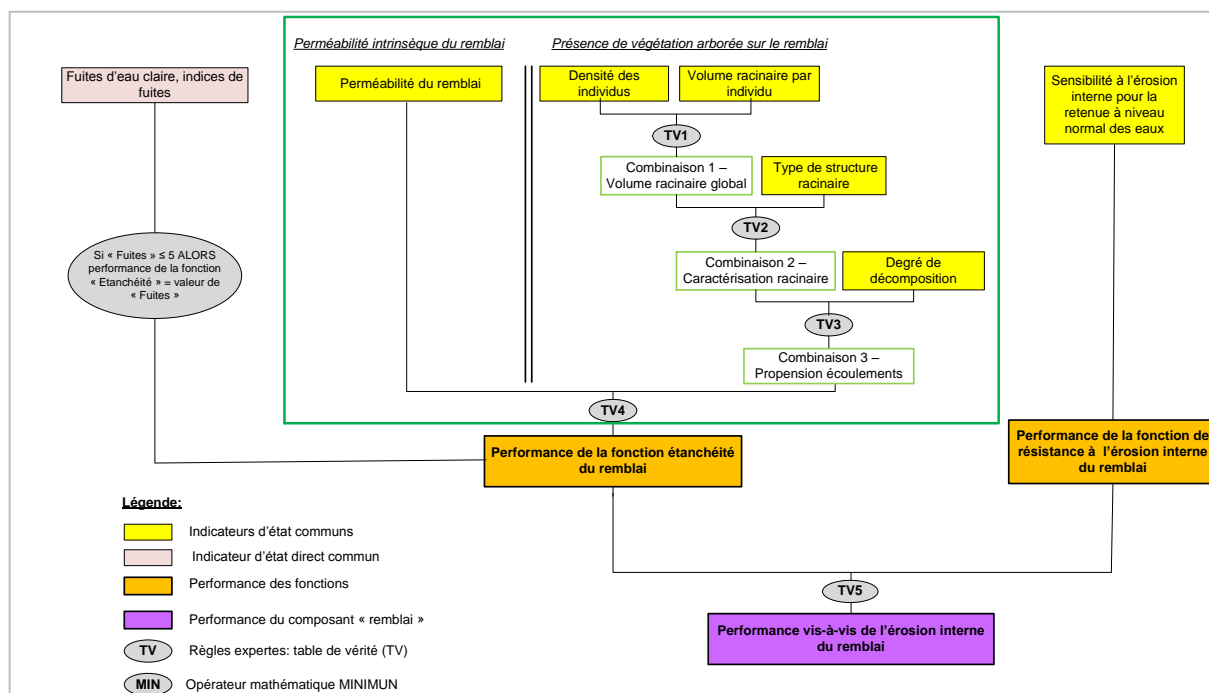 Perméabilité intrinsèque du remblai
Présence de végétation arborée sur le remblai
Fuites d'eau claire, indices de
fuites
Perméabilité du remblai
Densité des
individus
Volume racinaire par
individu
Sensibilité à l'érosion
interne pour la
retenue à niveau
normal des eaux
TV1
Combinaison 1 –
Volume racinaire global
Type de structure
racinaire
TV2
Si « Fuites » ≤ 5 ALORS
performance de la fonction
« Etanchéité » = valeur de
« Fuites »
Combinaison 2 –
Caractérisation racinaire
Degré de
décomposition
TV3
Combinaison 3 –
Propension écoulements
TV4
Performance de la fonction étanchéité
du remblai
Performance de la fonction de
résistance à l'érosion interne
du remblai
Légende:
Indicateurs d'état communs
Indicateur d'état direct commun
Performance des fonctions
Performance du composant « remblai »
TV
Règles expertes: table de vérité (TV)
MIN
Opérateur mathématique MINIMUN
TV5
Performance vis-à-vis de l'érosion interne
du remblai